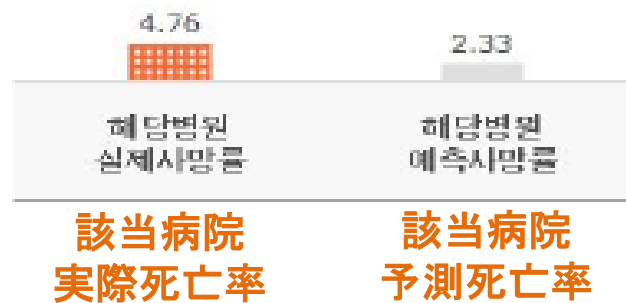 4.76
2.33
해당병원
실제사망률
해당병원
예측사망률
該当病院
実際死亡率
該当病院
予測死亡率